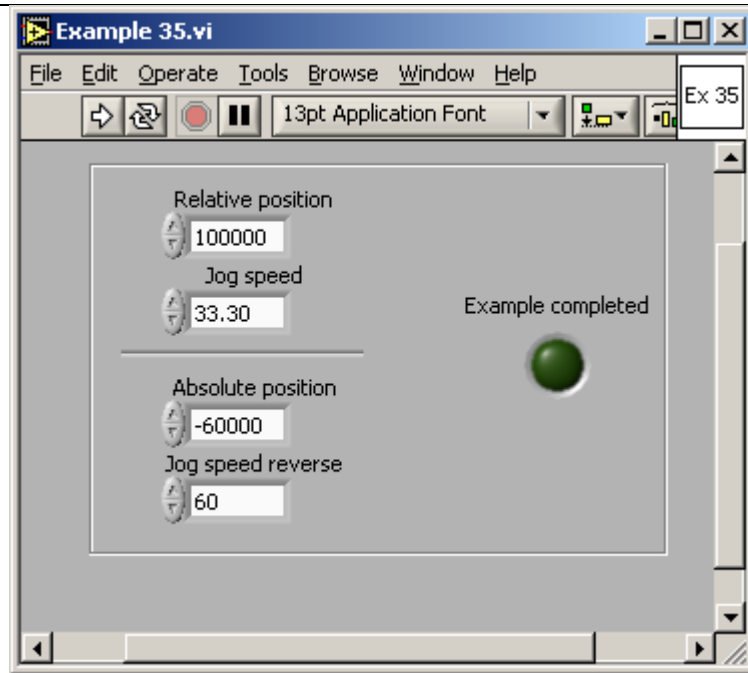 Example 35.vi
File Edit Operate Tools Browse Window Help
Ex 35
13pt Application Font
Relative position
100000
Jog speed
33.30
Example completed
Absolute position
-60000
Jog speed reverse
60